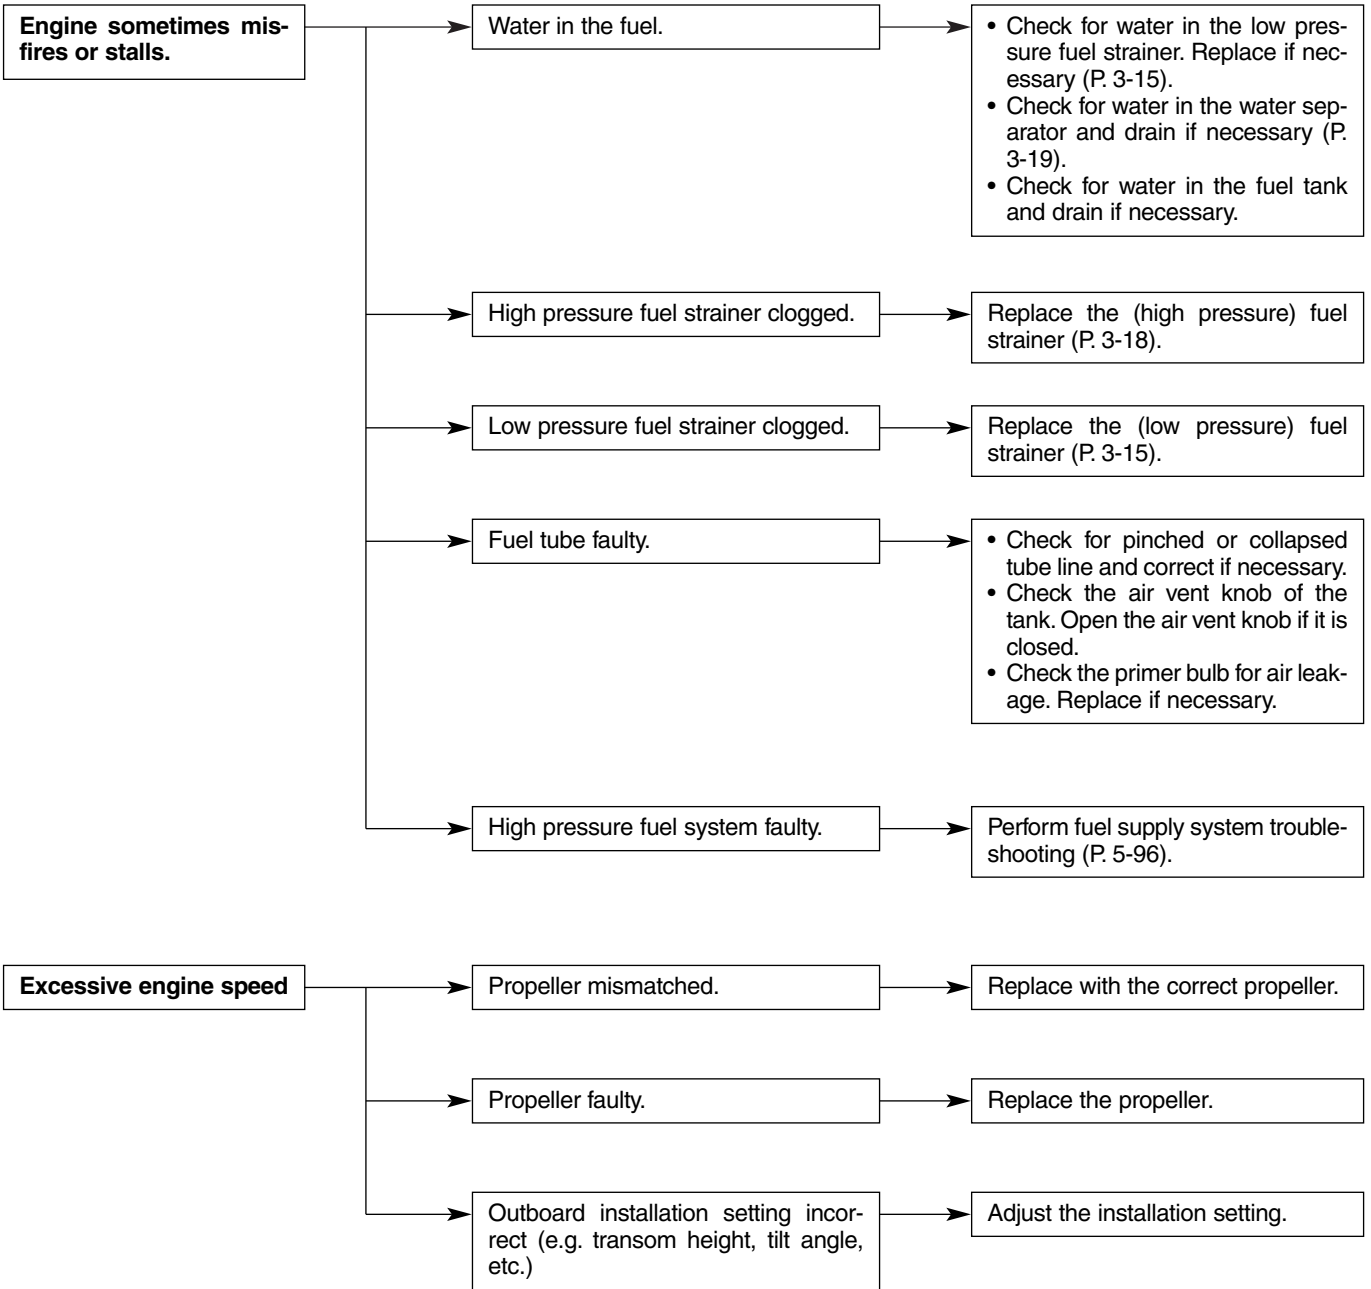 Engine sometimes mis-
fires or stalls.
Water in the fuel.
• Check for water in the low pres-
sure fuel strainer. Replace if nec-
essary (P. 3-15).
• Check for water in the water sep-
arator and drain if necessary (P.
3-19).
• Check for water in the fuel tank
and drain if necessary.
High pressure fuel strainer clogged.
Replace the (high pressure) fuel
strainer (P. 3-18).
Low pressure fuel strainer clogged.
Replace the (low pressure) fuel
strainer (P. 3-15).
Fuel tube faulty.
• Check for pinched or collapsed
tube line and correct if necessary.
• Check the air vent knob of the
tank. Open the air vent knob if it is
closed.
• Check the primer bulb for air leak-
age. Replace if necessary.
High pressure fuel system faulty.
Perform fuel supply system trouble-
shooting (P. 5-96).
Excessive engine speed
Propeller mismatched.
Replace with the correct propeller.
Propeller faulty.
Replace the propeller.
Outboard installation setting incor-
rect (e.g. transom height, tilt angle,
etc.)
Adjust the installation setting.